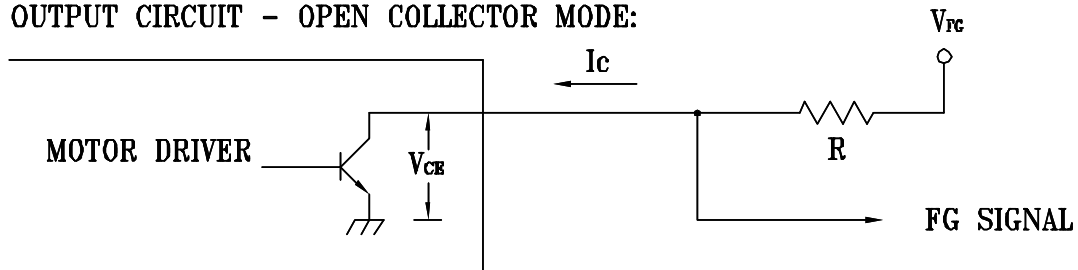 OUTPUT CIRCUIT - OPEN COLLECTOR MODE:
VFG
Ic
MOTOR DRIVER
VCE
R
FG SIGNAL